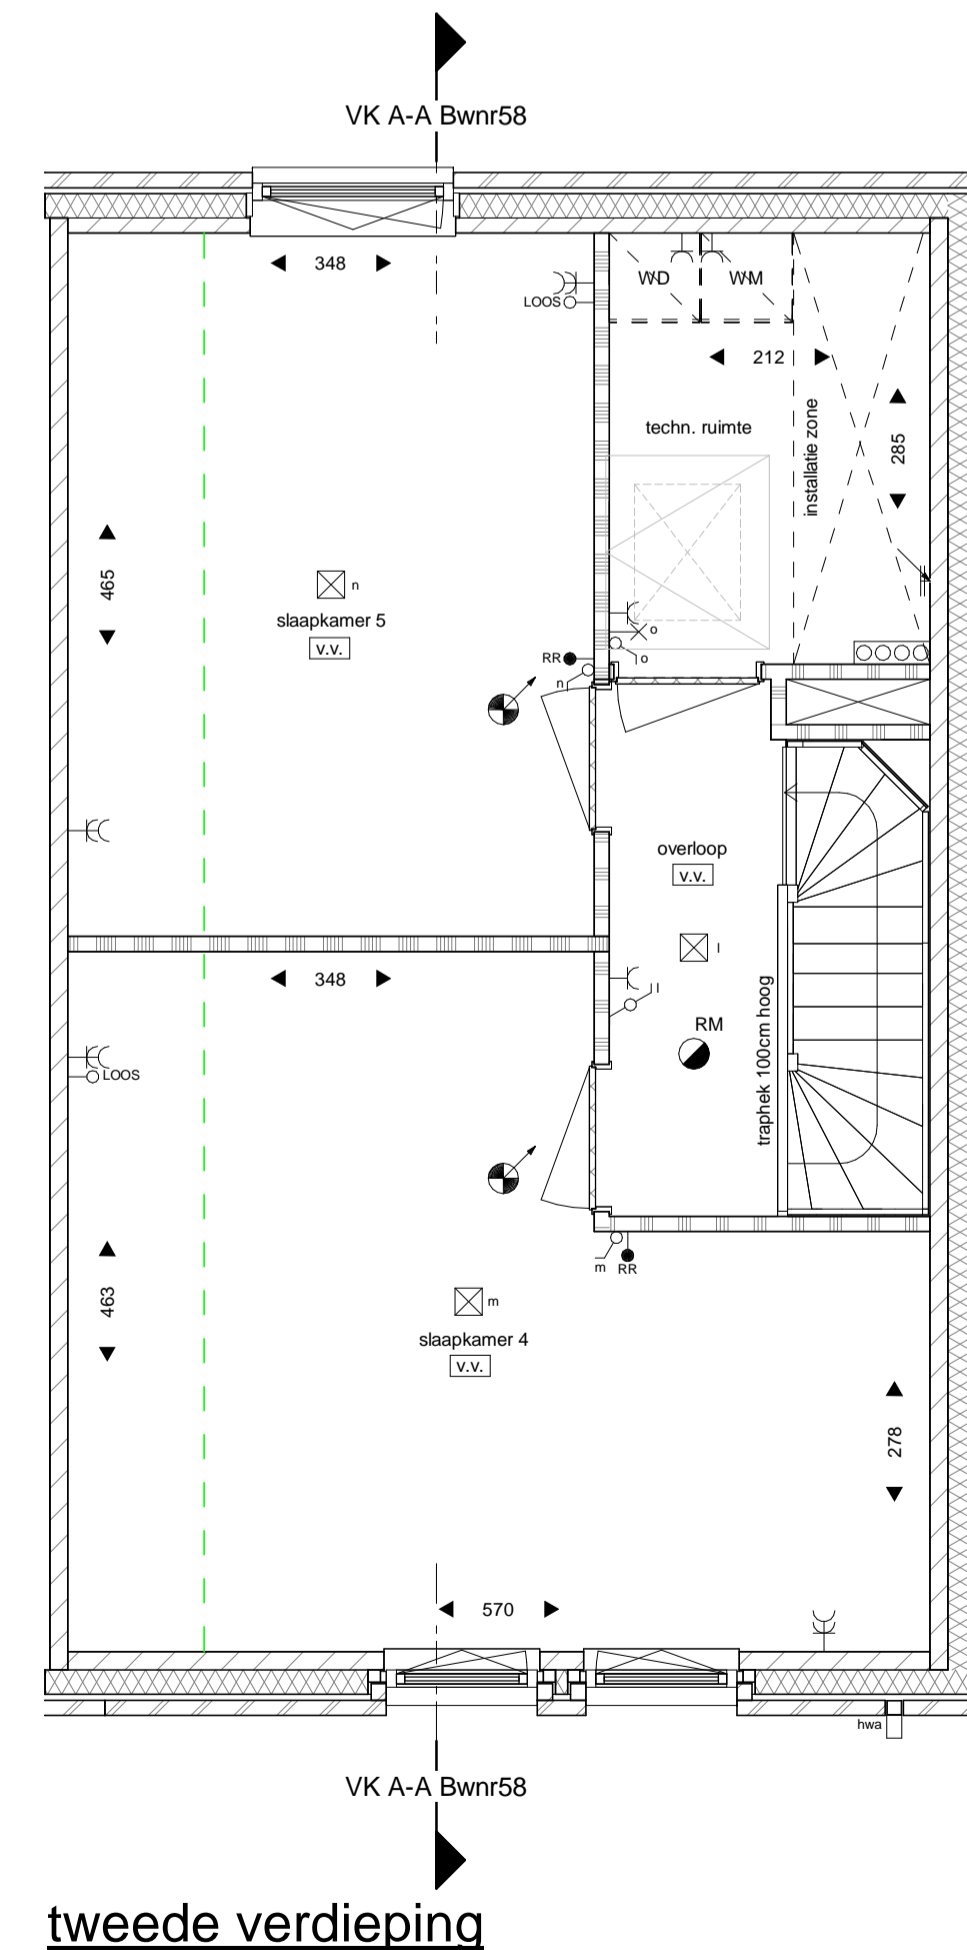 VK A-A Bwnr58
348
WD
WM
LOOS
212
techn. ruimte
installatie zone
285
465
n
slaapkamer 5
v.v.
o
RR
o
n
overloop
v.v.
l
348
l
RM
traphek 100cm hoog
LOOS
m
RR
463
m
slaapkamer 4
v.v.
278
570
hwa
VK A-A Bwnr58
tweede verdieping